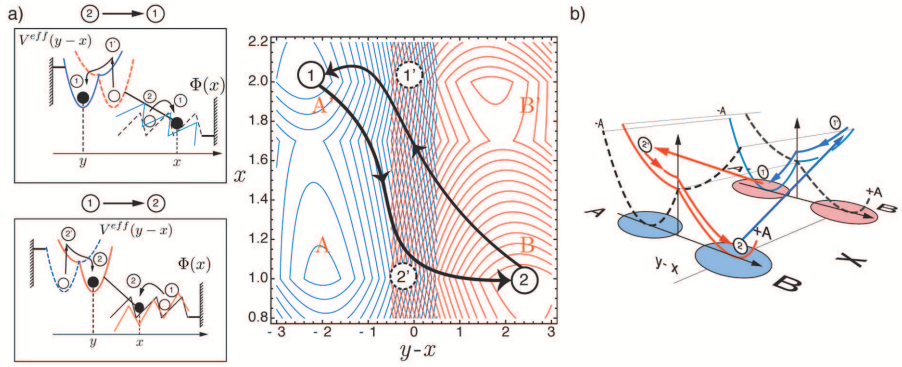 a)
② → ①
V^{eff}(y−x)
①'
Φ(x)
①
②
①
y
x
① → ②
V^{eff}(y−x)
②'
②
Φ(x)
②
①
y
x
2.2
2.0
1.8
1.6
1.4
1.2
1.0
0.8
x
1
1'
A'
B'
A
B
2'
2
-3
-2
-1
0
1
2
3
y-x
b)
-A
-A
②'
①'
①
A
B
+A
A
②
+A
y-x
B
X